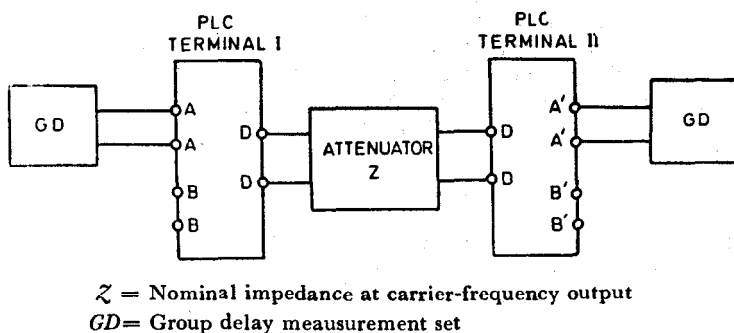 PLC
TERMINAL I
PLC
TERMINAL II
GD
A
A
B
B
D
D
ATTENUATOR
Z
D
D
A'
A'
B'
B'
GD
Z = Nominal impedance at carrier-frequency output
GD= Group delay meausurement set